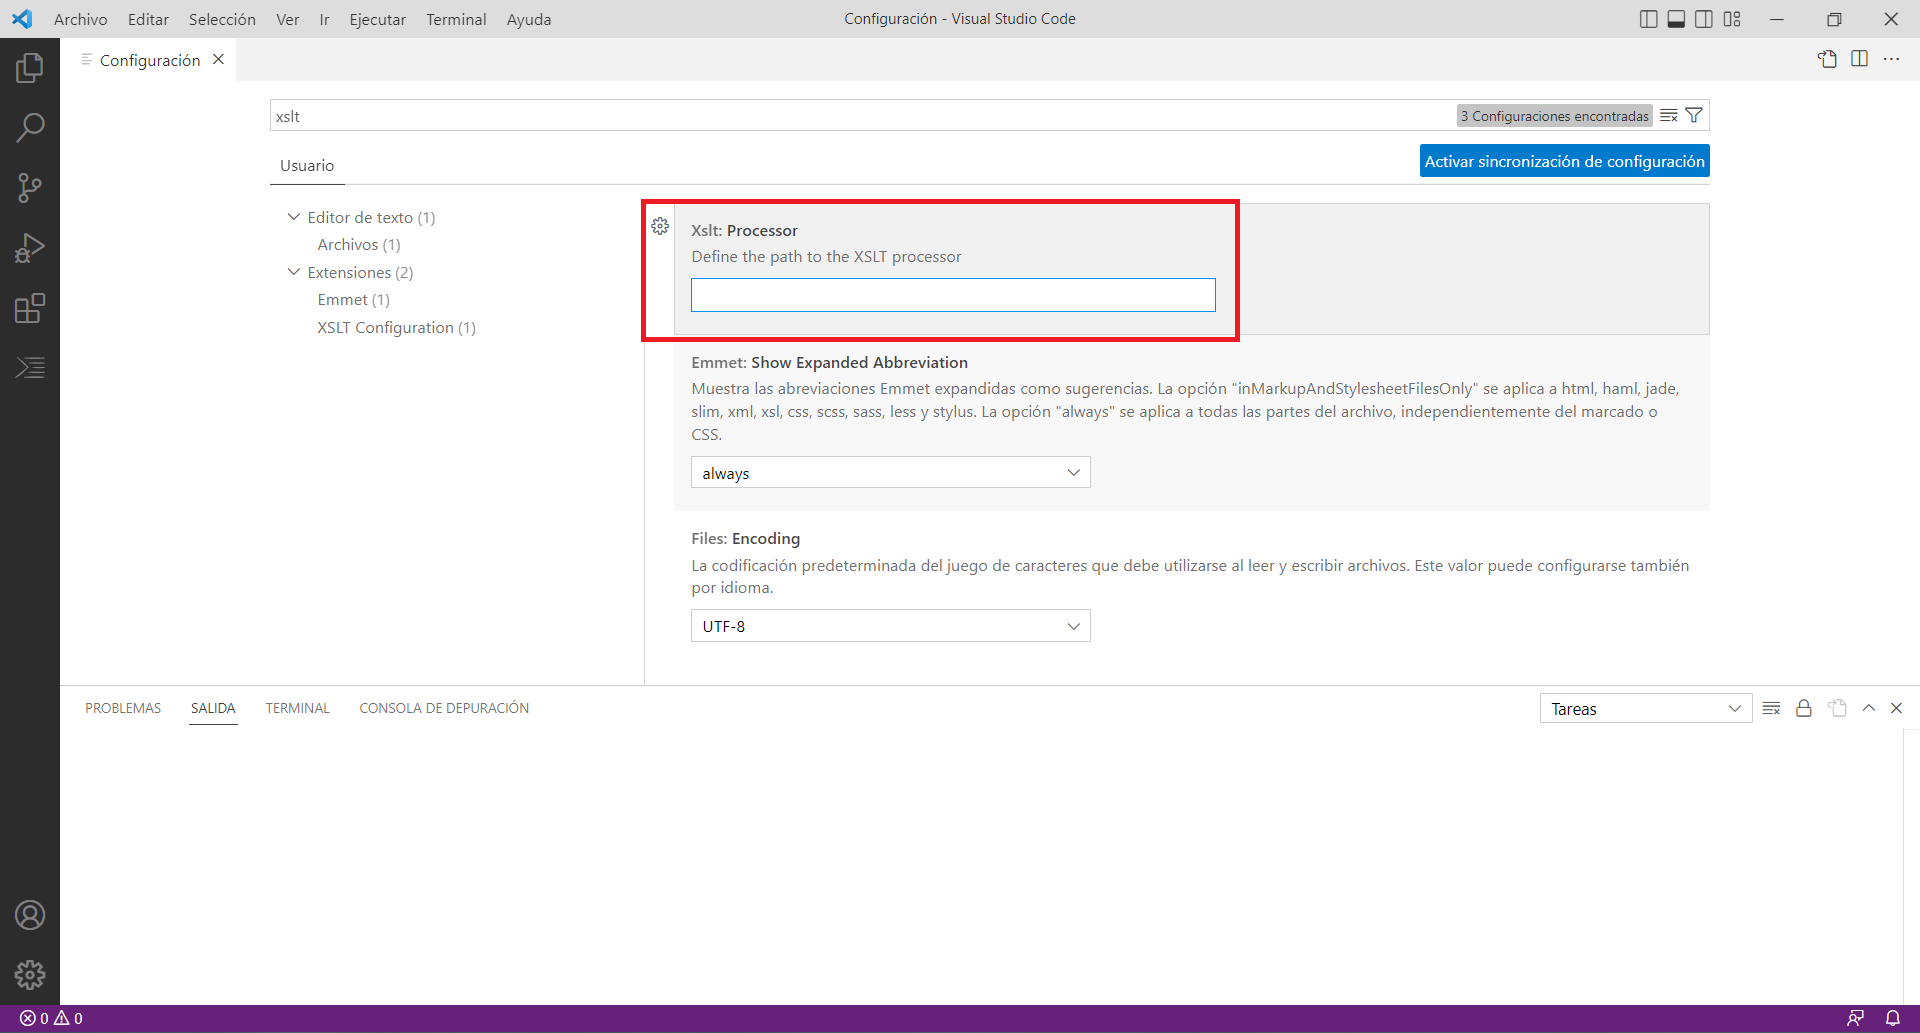 Archivo Editar Selección Ver Ir Ejecutar Terminal Ayuda
Configuración - Visual Studio Code
Configuración
xslt
3 Configuraciones encontradas
Usuario
Activar sincronización de configuración
Editor de texto (1)
Archivos (1)
Extensiones (2)
Emmet (1)
XSLT Configuration (1)
Xslt: Processor
Define the path to the XSLT processor
Emmet: Show Expanded Abbreviation
Muestra las abreviaciones Emmet expandidas como sugerencias. La opción "inMarkupAndStylesheetFilesOnly" se aplica a html, haml, jade,
slim, xml, xsl, css, scss, sass, less y stylus. La opción "always" se aplica a todas las partes del archivo, independientemente del marcado o
CSS.
always
Files: Encoding
La codificación predeterminada del juego de caracteres que debe utilizarse al leer y escribir archivos. Este valor puede configurarse también
por idioma.
UTF-8
PROBLEMAS SALIDA TERMINAL CONSOLA DE DEPURACIÓN
Tareas
0 0